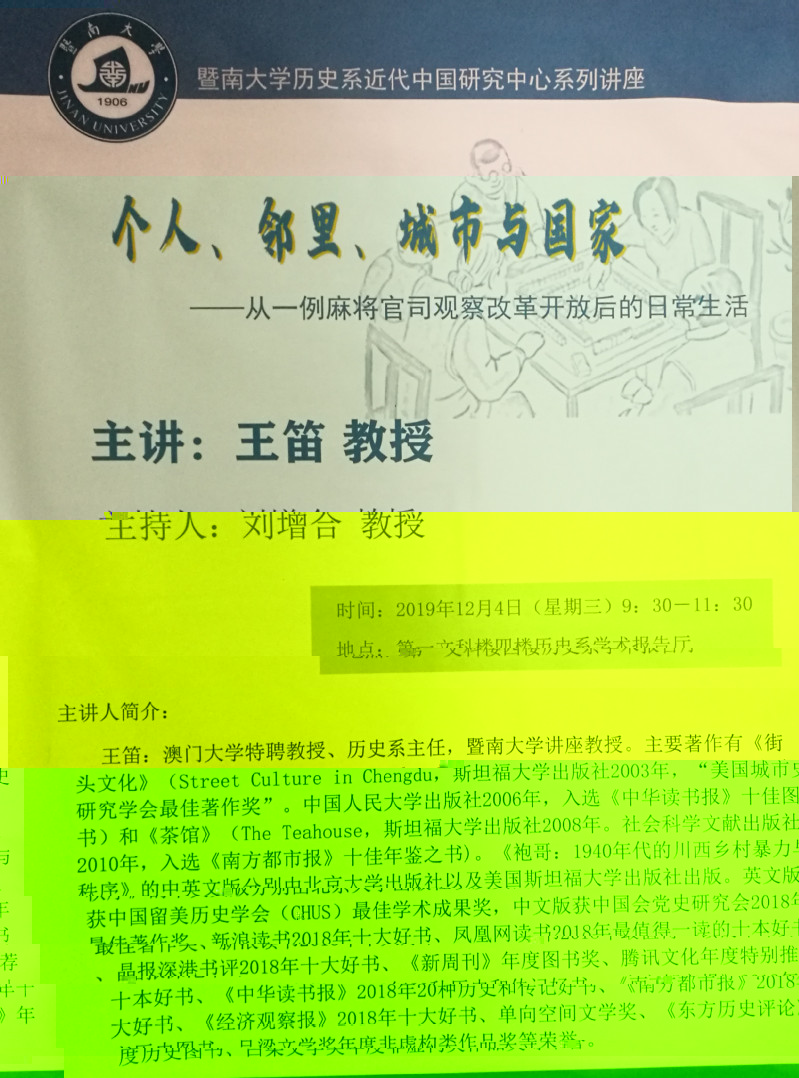 暨南大学
JINAN UNIVERSITY
1906
暨南大学历史系近代中国研究中心系列讲座
个人、邻里、城市与国家
——从一例麻将官司观察改革开放后的日常生活
主讲：王笛 教授
主持人：刘增合 教授
时间：2019年12月4日（星期三）9：30－11：30
地点：第一文科楼四楼历史系学术报告厅
主讲人简介：
王笛：澳门大学特聘教授、历史系主任，暨南大学讲座教授。主要著作有《街
头文化》（Street Culture in Chengdu，斯坦福大学出版社2003年，“美国城市史
研究学会最佳著作奖”。中国人民大学出版社2006年，入选《中华读书报》十佳图
书）和《茶馆》（The Teahouse，斯坦福大学出版社2008年。社会科学文献出版社
2010年，入选《南方都市报》十佳年鉴之书)。《袍哥：1940年代的川西乡村暴力与
秩序》的中英文版分别由北京大学出版社以及美国斯坦福大学出版社出版。英文版
获中国留美历史学会（CHUS）最佳学术成果奖，中文版获中国会党史研究会2018年
最佳著作奖、新浪读书2018年十大好书、凤凰网读书2018年最值得一读的十本好书
、晶报深港书评2018年十大好书、《新周刊》年度图书奖、腾讯文化年度特别推荐
十本好书、《中华读书报》2018年20种历史和传记好书、《南方都市报》2018年十
大好书、《经济观察报》2018年十大好书、单向空间文学奖、《东方历史评论》年
度历史图书、吕梁文学奖年度非虚构类作品奖等荣誉。